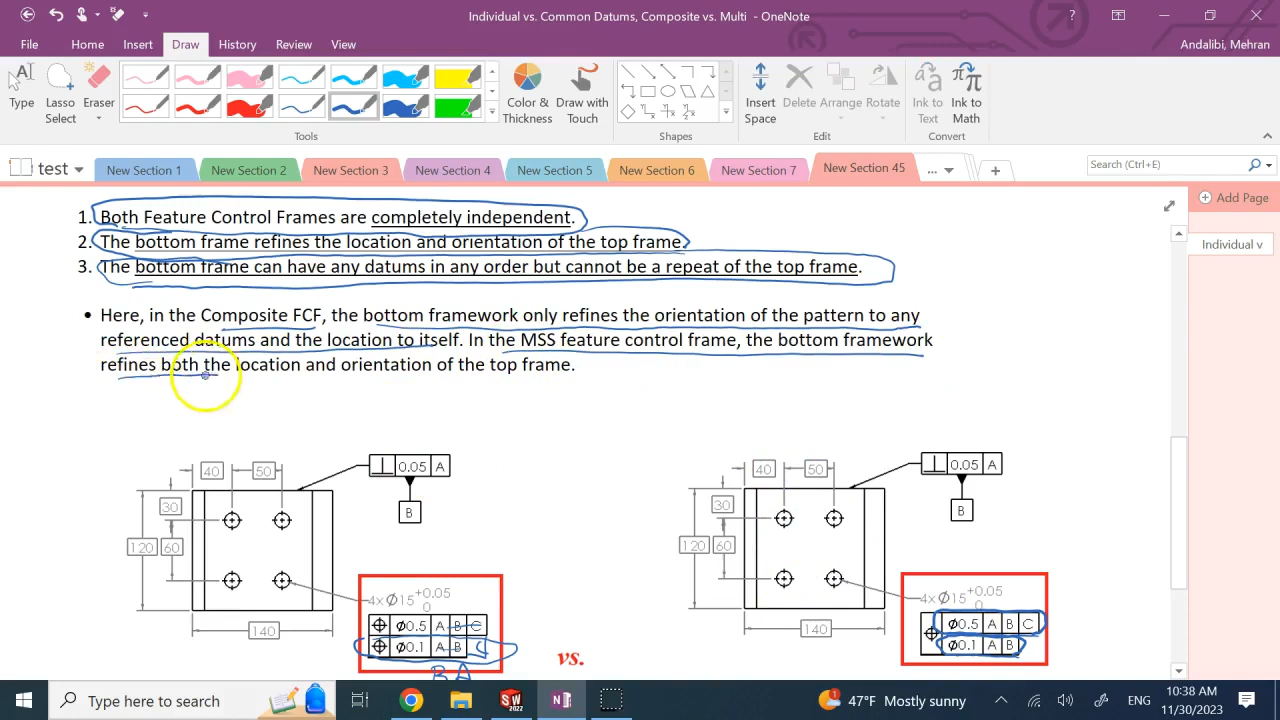 Individual vs. Common Datums, Composite vs. Multi - OneNote
?
File Home Insert Draw History Review View
Andalibi, Mehran
Type
Lasso Select
Eraser
Color & Thickness
Draw with Touch
Insert Space
Delete
Arrange
Rotate
Ink to Text
Ink to Math
Tools
Shapes
Edit
Convert
test
New Section 1 New Section 2 New Section 3 New Section 4 New Section 5 New Section 6 New Section 7 New Section 45 ...
Search (Ctrl+E)
Add Page
Individual v
1. Both Feature Control Frames are completely independent.
2. The bottom frame refines the location and orientation of the top frame.
3. The bottom frame can have any datums in any order but cannot be a repeat of the top frame.
• Here, in the Composite FCF, the bottom framework only refines the orientation of the pattern to any
referenced datums and the location to itself. In the MSS feature control frame, the bottom framework
refines both the location and orientation of the top frame.
40 50
⊥ 0.05 A
B
30
120 60
140
4x Ø15 +0.05
0
⌖ Ø0.5 A B C
⌖ Ø0.1 A B C
B A
vs.
40 50
⊥ 0.05 A
B
30
120 60
140
4x Ø15 +0.05
0
⌖ Ø0.5 A B C
Ø0.1 A B
Type here to search
1
47°F Mostly sunny
ENG
10:38 AM
11/30/2023
SW
2022